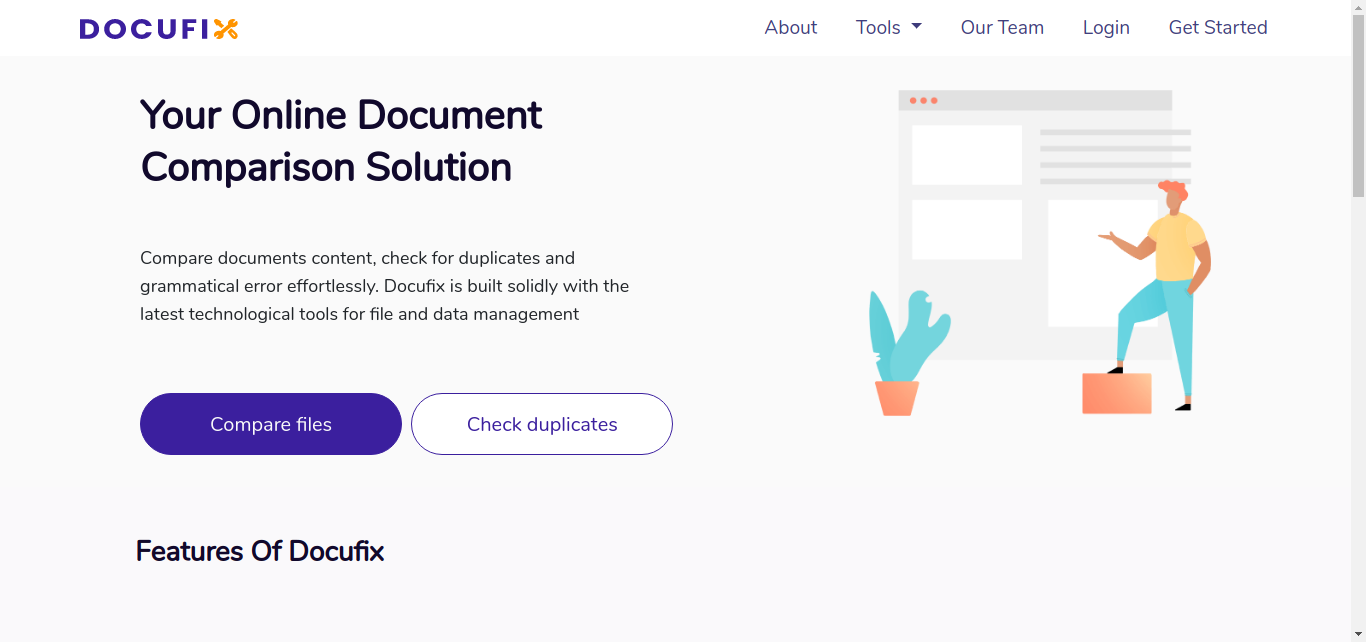 DOCUFI
About
Tools
Our Team
Login
Get Started
Your Online Document
Comparison Solution
Compare documents content, check for duplicates and
grammatical error effortlessly. Docufix is built solidly with the
latest technological tools for file and data management
Compare files
Check duplicates
Features Of Docufix